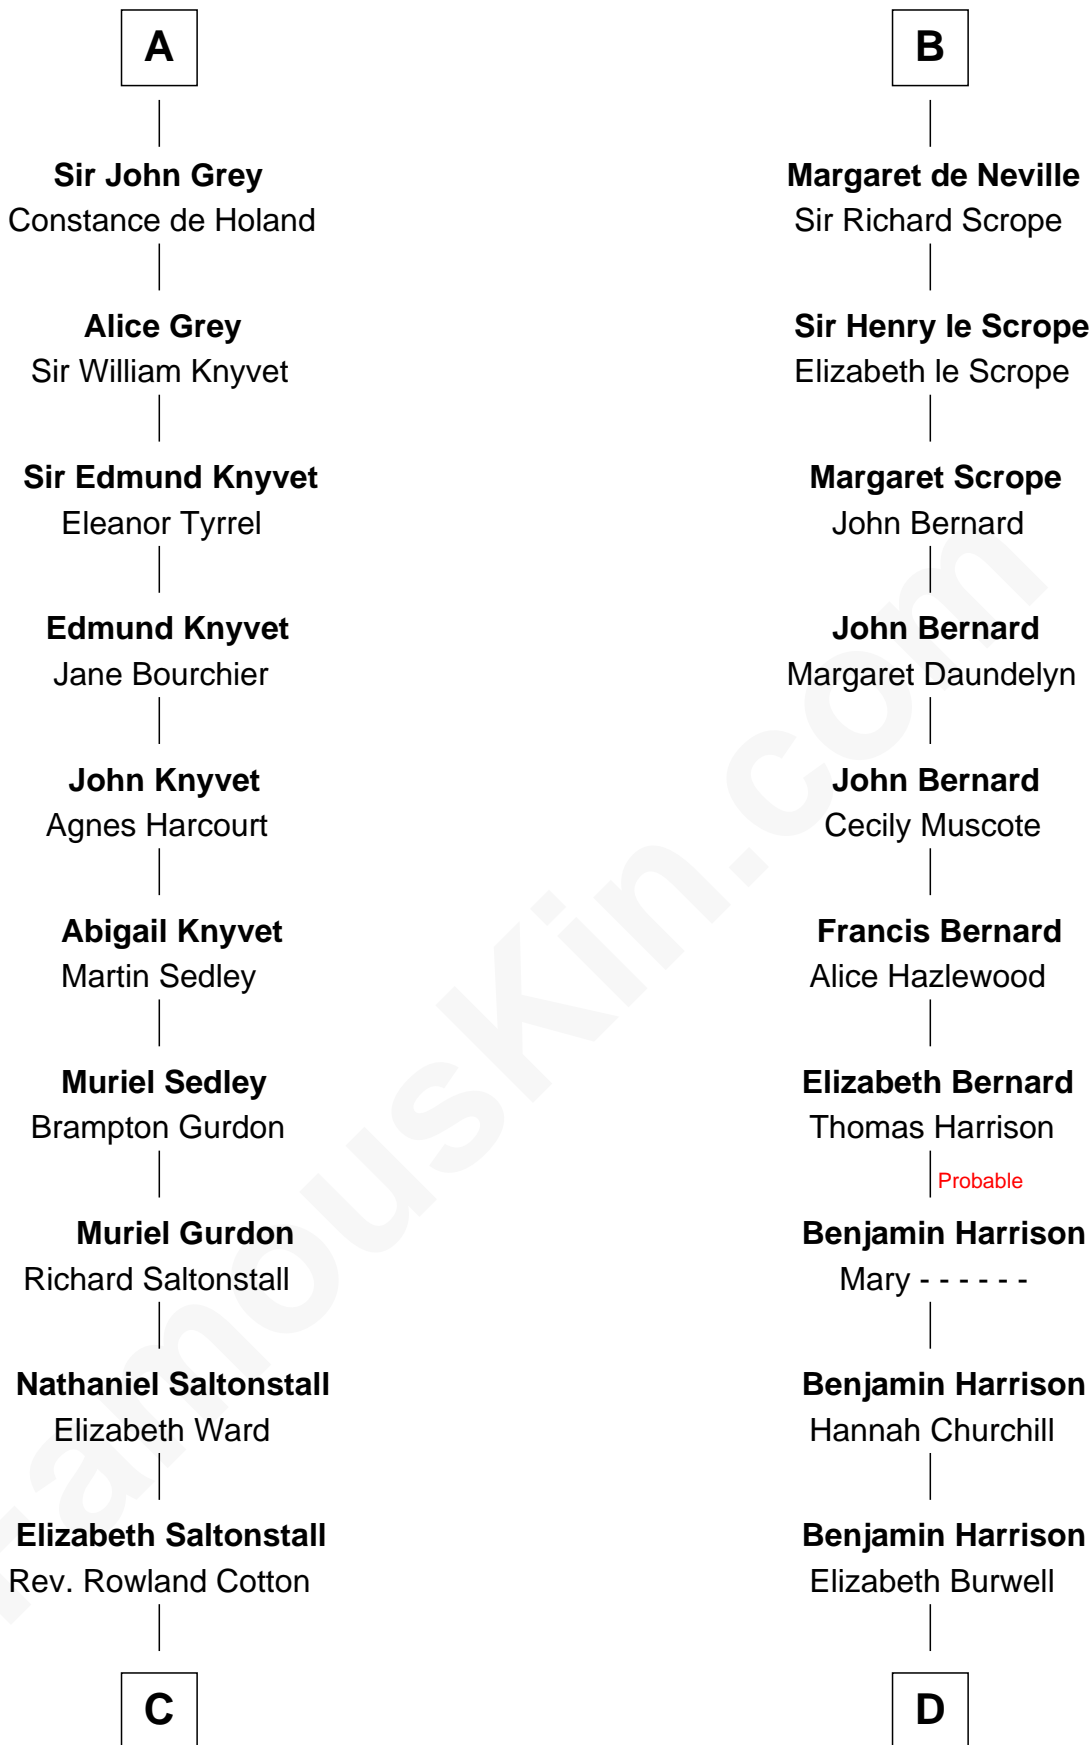 A
Sir John Grey
Constance de Holand
Alice Grey
Sir William Knyvet
Sir Edmund Knyvet
Eleanor Tyrrel
Edmund Knyvet
Jane Bourchier
John Knyvet
Agnes Harcourt
Abigail Knyvet
Martin Sedley
Muriel Sedley
Brampton Gurdon
Muriel Gurdon
Richard Saltonstall
Nathaniel Saltonstall
Elizabeth Ward
Elizabeth Saltonstall
Rev. Rowland Cotton
C
B
Margaret de Neville
Sir Richard Scrope
Sir Henry le Scrope
Elizabeth le Scrope
Margaret Scrope
John Bernard
John Bernard
Margaret Daundelyn
John Bernard
Cecily Muscote
Francis Bernard
Alice Hazlewood
Elizabeth Bernard
Thomas Harrison
Probable
Benjamin Harrison
Mary - - - - - -
Benjamin Harrison
Hannah Churchill
Benjamin Harrison
Elizabeth Burwell
D
FamousKin.com